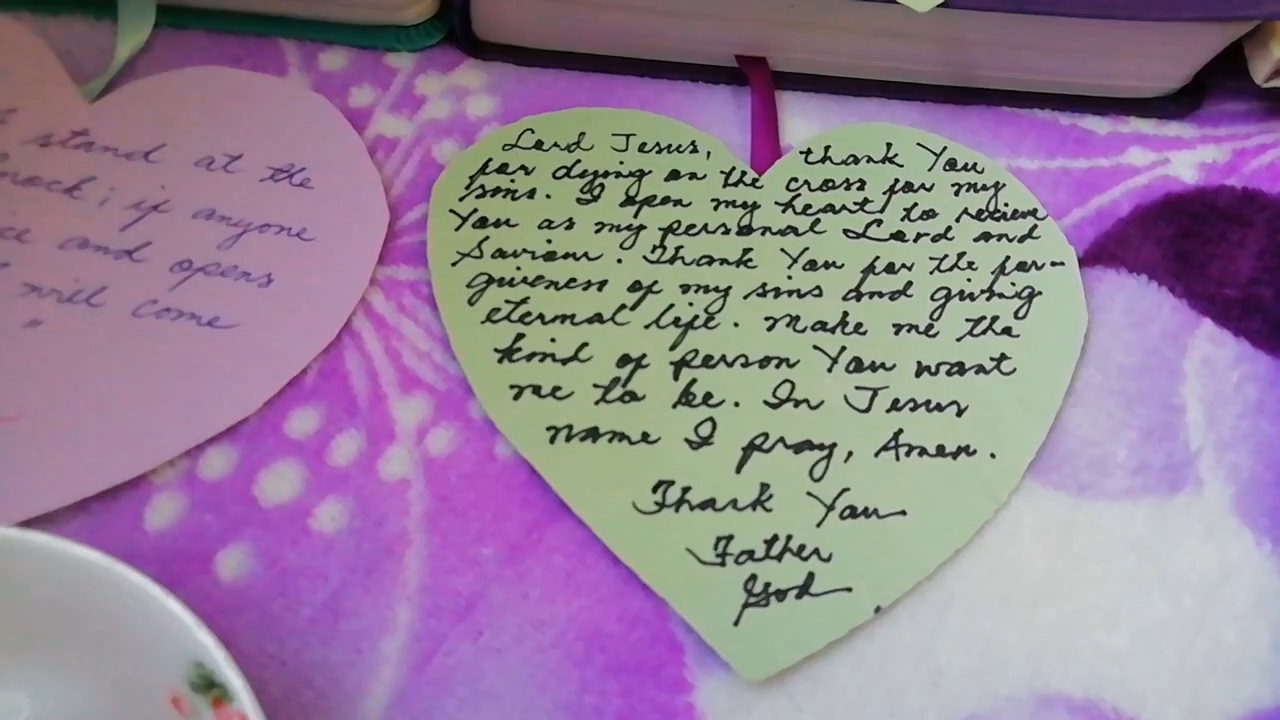 stand at the
knock; if anyone
and opens
will come
"
Lord Jesus, thank You
for dying on the cross for my
sins. I open my heart to recieve
You as my personal Lord and
Saviour. Thank You for the for-
giveness of my sins and giving
eternal life. Make me the
kind of person You want
me to be. In Jesus
name I pray, Amen.
Thank You
Father
God.